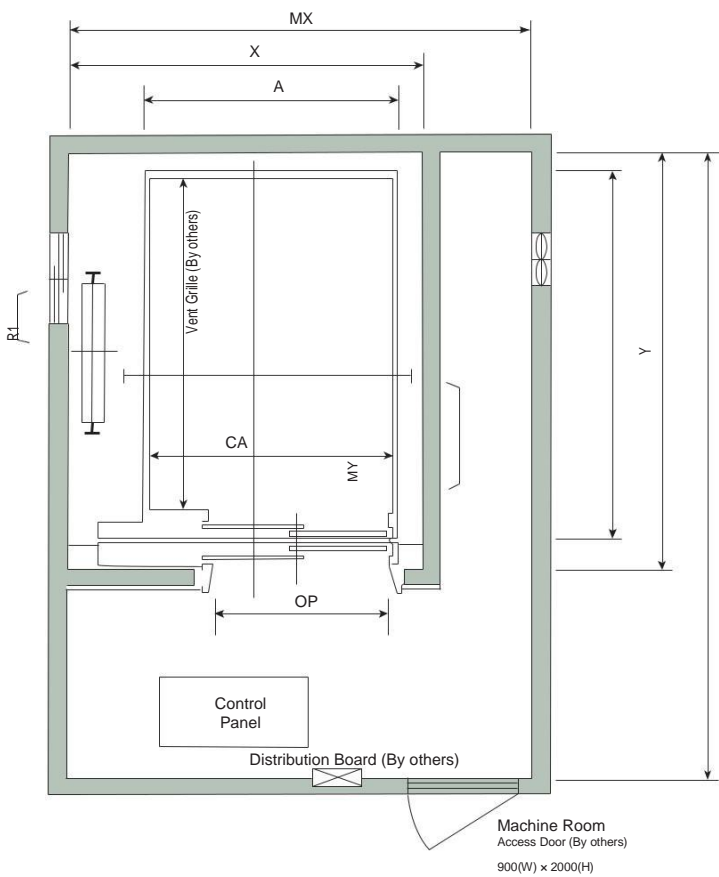 MX
X
A
Vent Grille (By others)
R1
Y
CA
MY
OP
Control
Panel
Distribution Board (By others)
Machine Room
Access Door (By others)
900(W) × 2000(H)